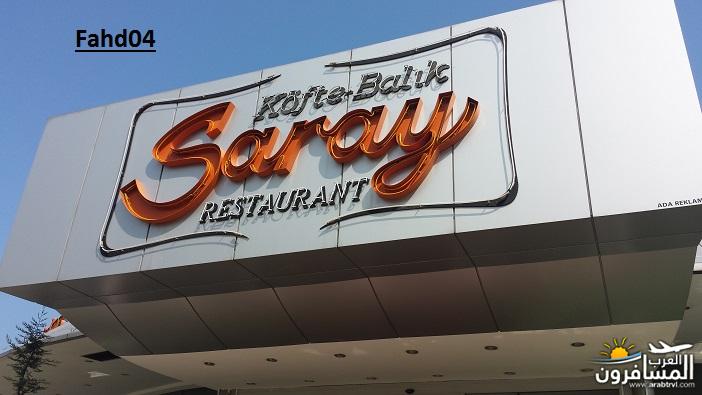 Fahd04
Köfte-Balık
Saray
RESTAURANT
ADA REKLAM
العرب
المسافرون
www.arabtrvl.com